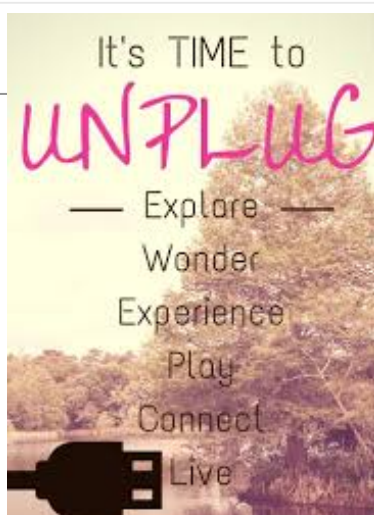 It's TIME to
UNPLUG
Explore
Wonder
Experience
Play
Connect
Live